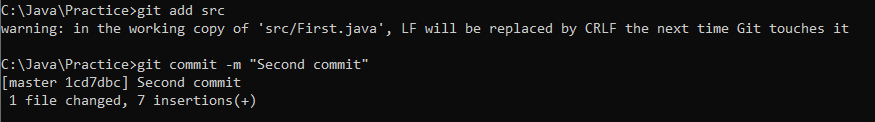 C:\Java\Practice>git add src
warning: in the working copy of 'src/First.java', LF will be replaced by CRLF the next time Git touches it
C:\Java\Practice>git commit -m "Second commit"
[master 1cd7dbc] Second commit
 1 file changed, 7 insertions(+)